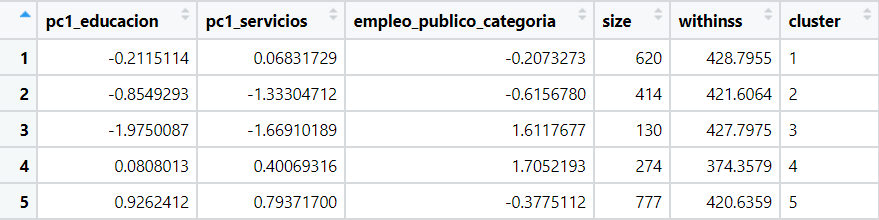 pc1_educacion pc1_servicios empleo_publico_categoria size withinss cluster
1 -0.2115114 0.06831729 -0.2073273 620 428.7955 1
2 -0.8549293 -1.33304712 -0.6156780 414 421.6064 2
3 -1.9750087 -1.66910189 1.6117677 130 427.7975 3
4 0.0808013 0.40069316 1.7052193 274 374.3579 4
5 0.9262412 0.79371700 -0.3775112 777 420.6359 5